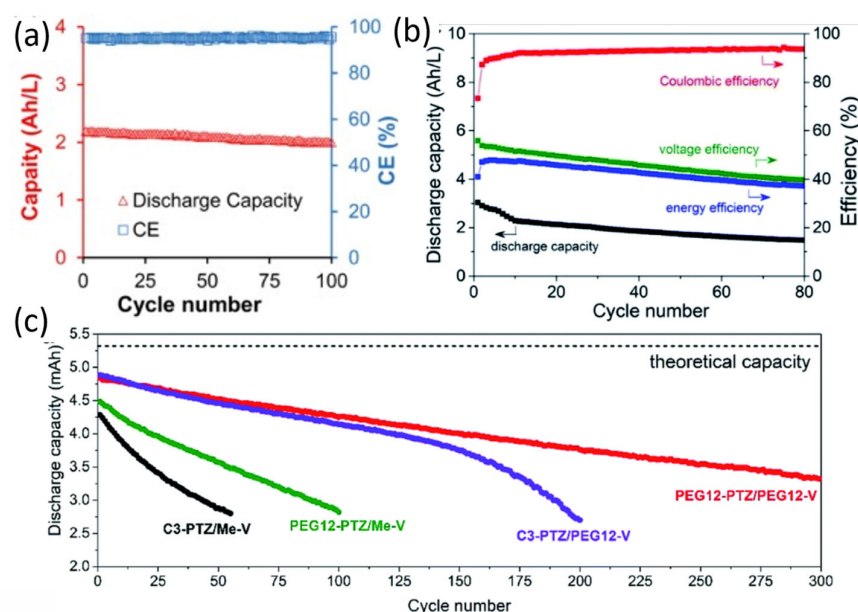 (a)
4
3
2
1
0
Capaity (Ah/L)
100
80
60
40
20
0
CE (%)
Discharge Capacity
CE
0 25 50 75 100
Cycle number
(b)
10
8
6
4
2
0
Discharge capacity (Ah/L)
100
80
60
40
20
0
Efficiency (%)
Coulombic efficiency
voltage efficiency
energy efficiency
discharge capacity
0 20 40 60 80
Cycle number
(c)
5.5
5.0
4.5
4.0
3.5
3.0
2.5
2.0
Discharge capacity (mAh)
theoretical capacity
PEG12-PTZ/PEG12-V
C3-PTZ/Me-V
PEG12-PTZ/Me-V
C3-PTZ/PEG12-V
0 25 50 75 100 125 150 175 200 225 250 275 300
Cycle number